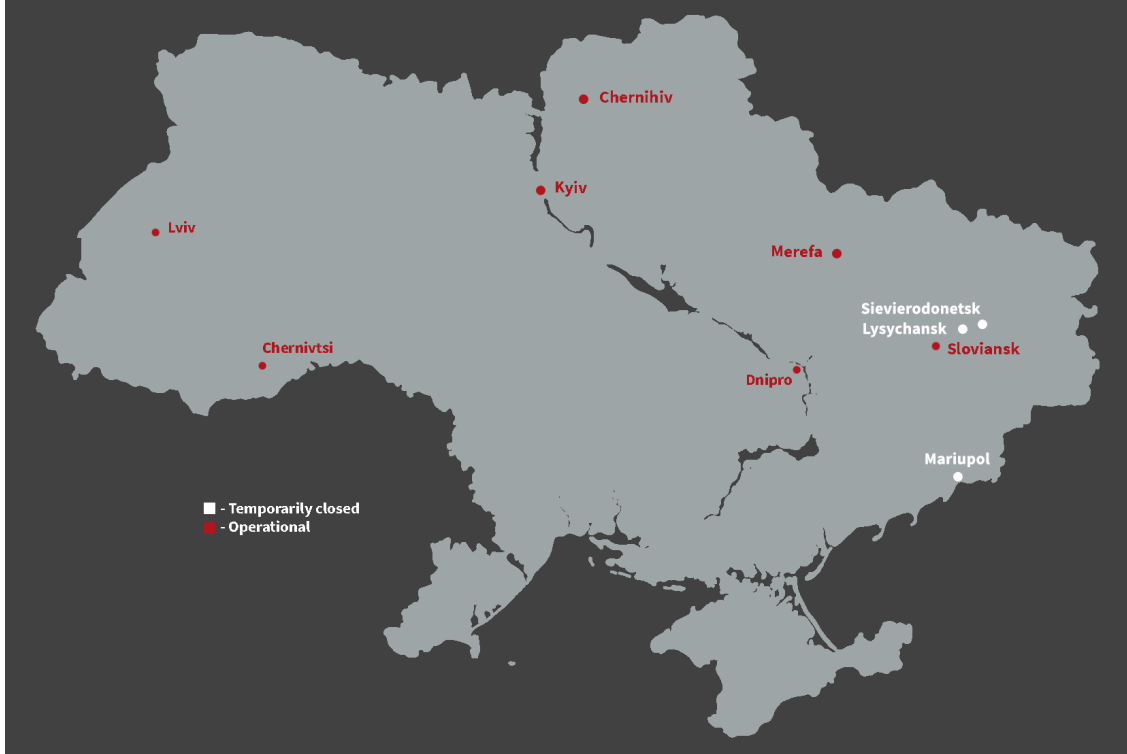 Chernihiv
Kyiv
Lviv
Merefa
Sievierodonetsk
Lysychansk
Sloviansk
Chernivtsi
Dnipro
Mariupol
- Temporarily closed
- Operational